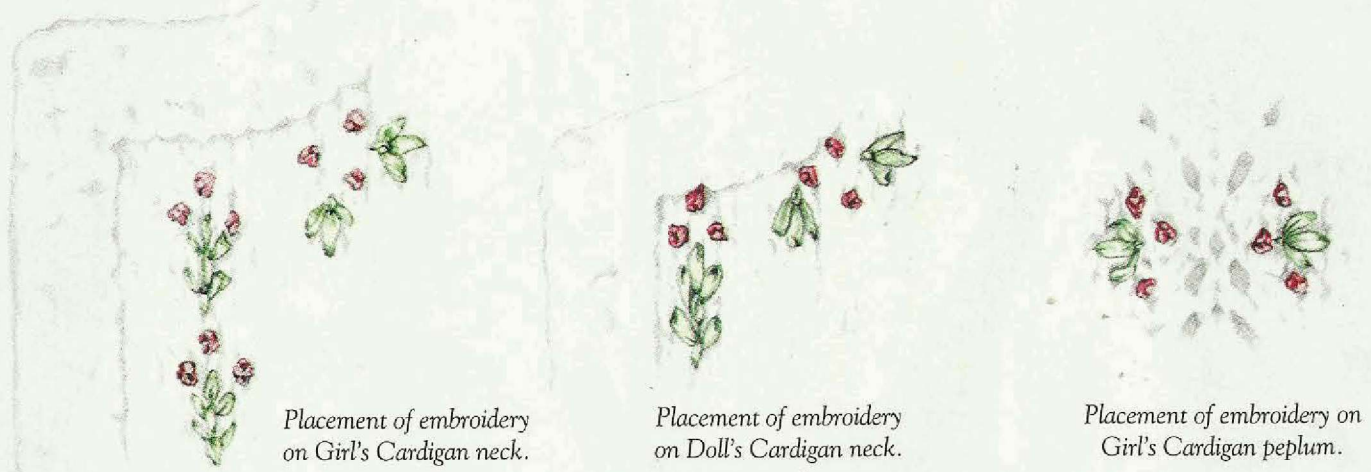 Placement of embroidery
on Girl's Cardigan neck.
Placement of embroidery
on Doll's Cardigan neck.
Placement of embroidery on
Girl's Cardigan peplum.